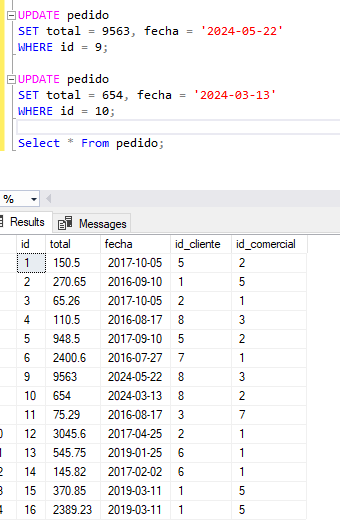 UPDATE pedido
SET total = 9563, fecha = '2024-05-22'
WHERE id = 9;
UPDATE pedido
SET total = 654, fecha = '2024-03-13'
WHERE id = 10;
Select * From pedido;
%
Results Messages
id total fecha id_cliente id_comercial
1 150.5 2017-10-05 5 2
2 270.65 2016-09-10 1 5
3 65.26 2017-10-05 2 1
4 110.5 2016-08-17 8 3
5 948.5 2017-09-10 5 2
6 2400.6 2016-07-27 7 1
9 9563 2024-05-22 8 3
10 654 2024-03-13 8 2
11 75.29 2016-08-17 3 7
0 12 3045.6 2017-04-25 2 1
1 13 545.75 2019-01-25 6 1
2 14 145.82 2017-02-02 6 1
3 15 370.85 2019-03-11 1 5
4 16 2389.23 2019-03-11 1 5